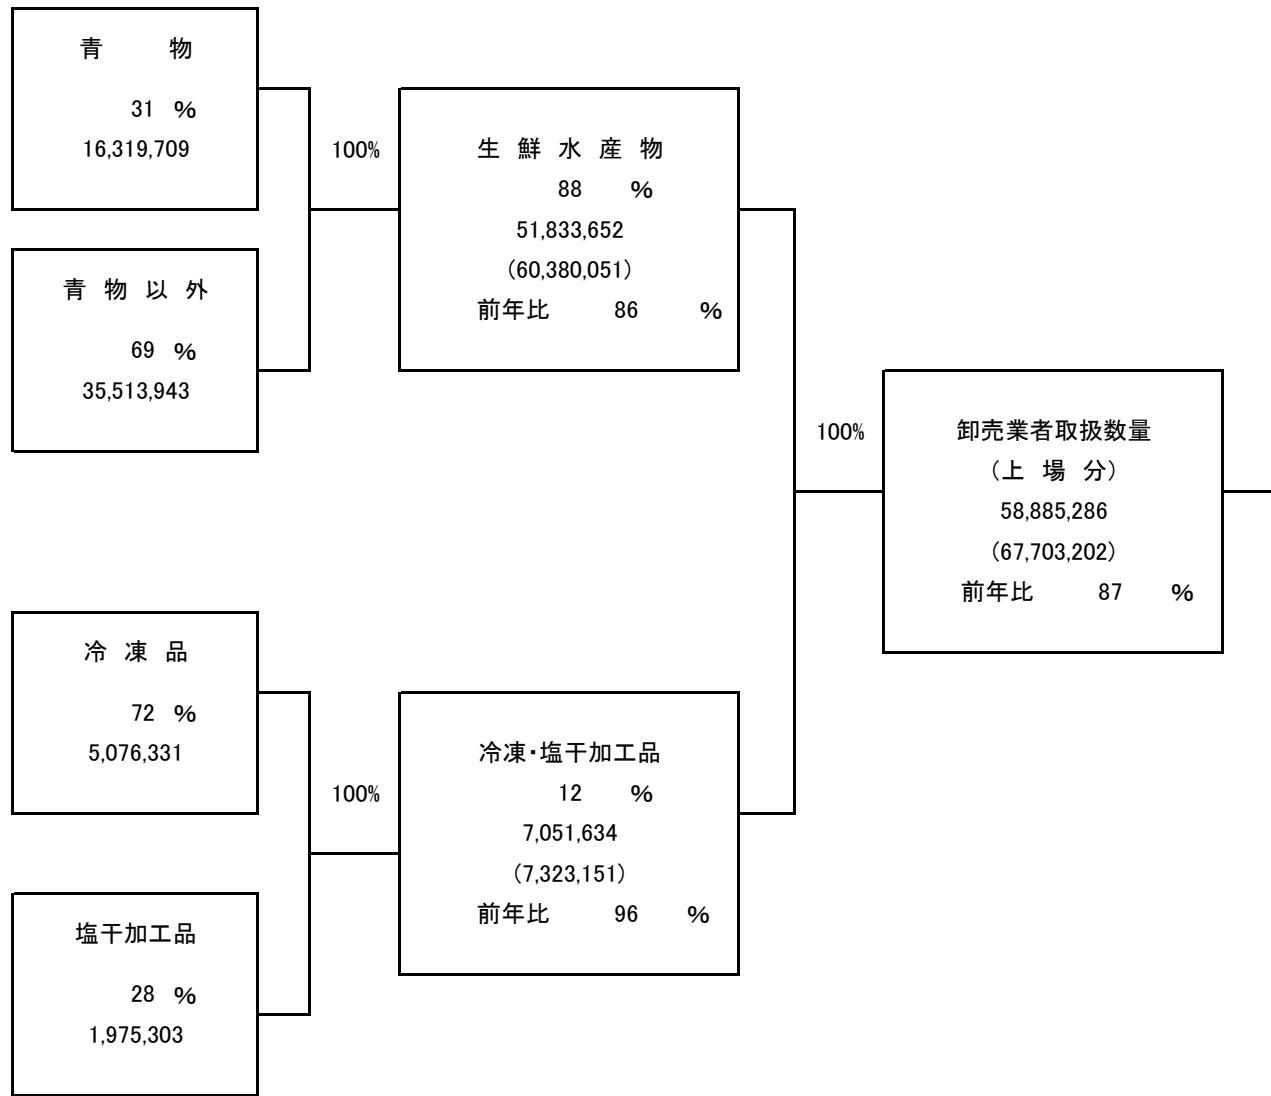 青 物
31 %
16,319,709
青 物 以 外
69 %
35,513,943
100%
生 鮮 水 産 物
88 %
51,833,652
(60,380,051)
前年比 86 %
冷 凍 品
72 %
5,076,331
塩干加工品
28 %
1,975,303
100%
冷凍・塩干加工品
12 %
7,051,634
(7,323,151)
前年比 96 %
100%
卸売業者取扱数量
(上 場 分)
58,885,286
(67,703,202)
前年比 87 %